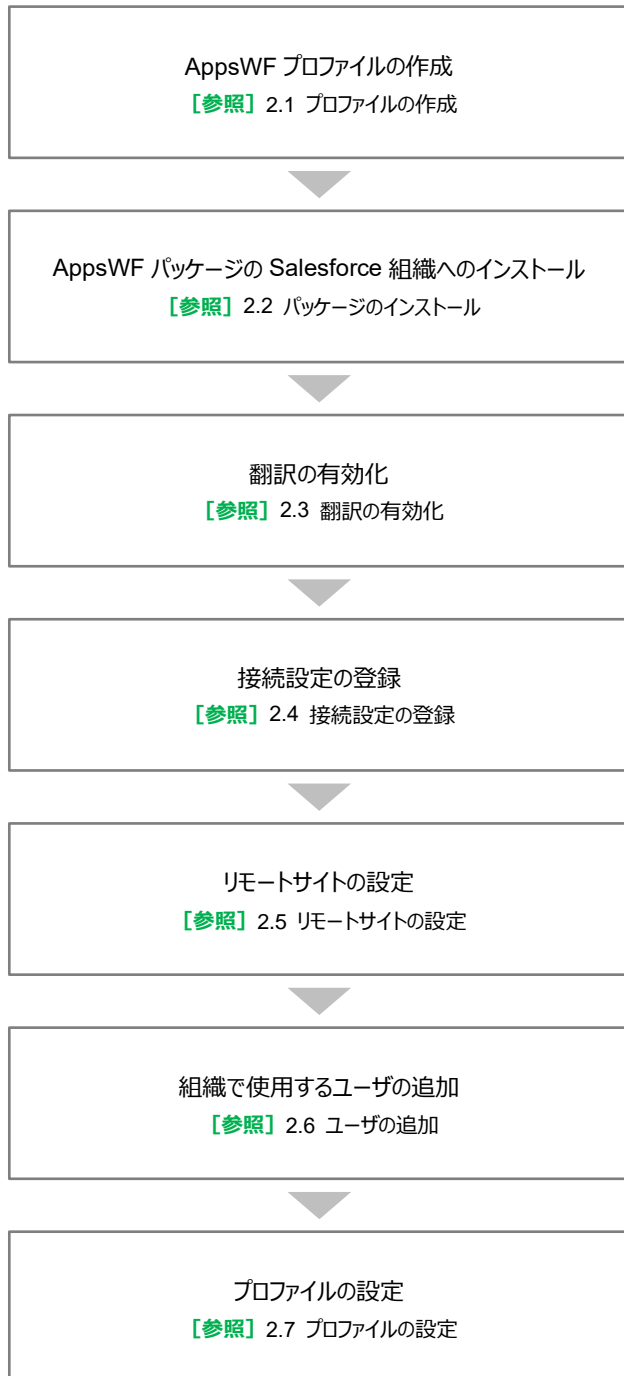 AppsWF プロファイルの作成
［参照］ 2.1 プロファイルの作成
AppsWF パッケージの Salesforce 組織へのインストール
［参照］ 2.2 パッケージのインストール
翻訳の有効化
［参照］ 2.3 翻訳の有効化
接続設定の登録
［参照］ 2.4 接続設定の登録
リモートサイトの設定
［参照］ 2.5 リモートサイトの設定
組織で使用するユーザの追加
［参照］ 2.6 ユーザの追加
プロファイルの設定
［参照］ 2.7 プロファイルの設定